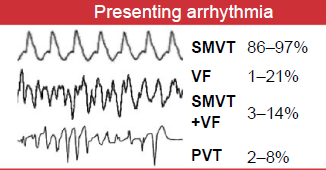 Presenting arrhythmia
SMVT 86–97%
VF 1–21%
SMVT
+VF 3–14%
PVT 2–8%